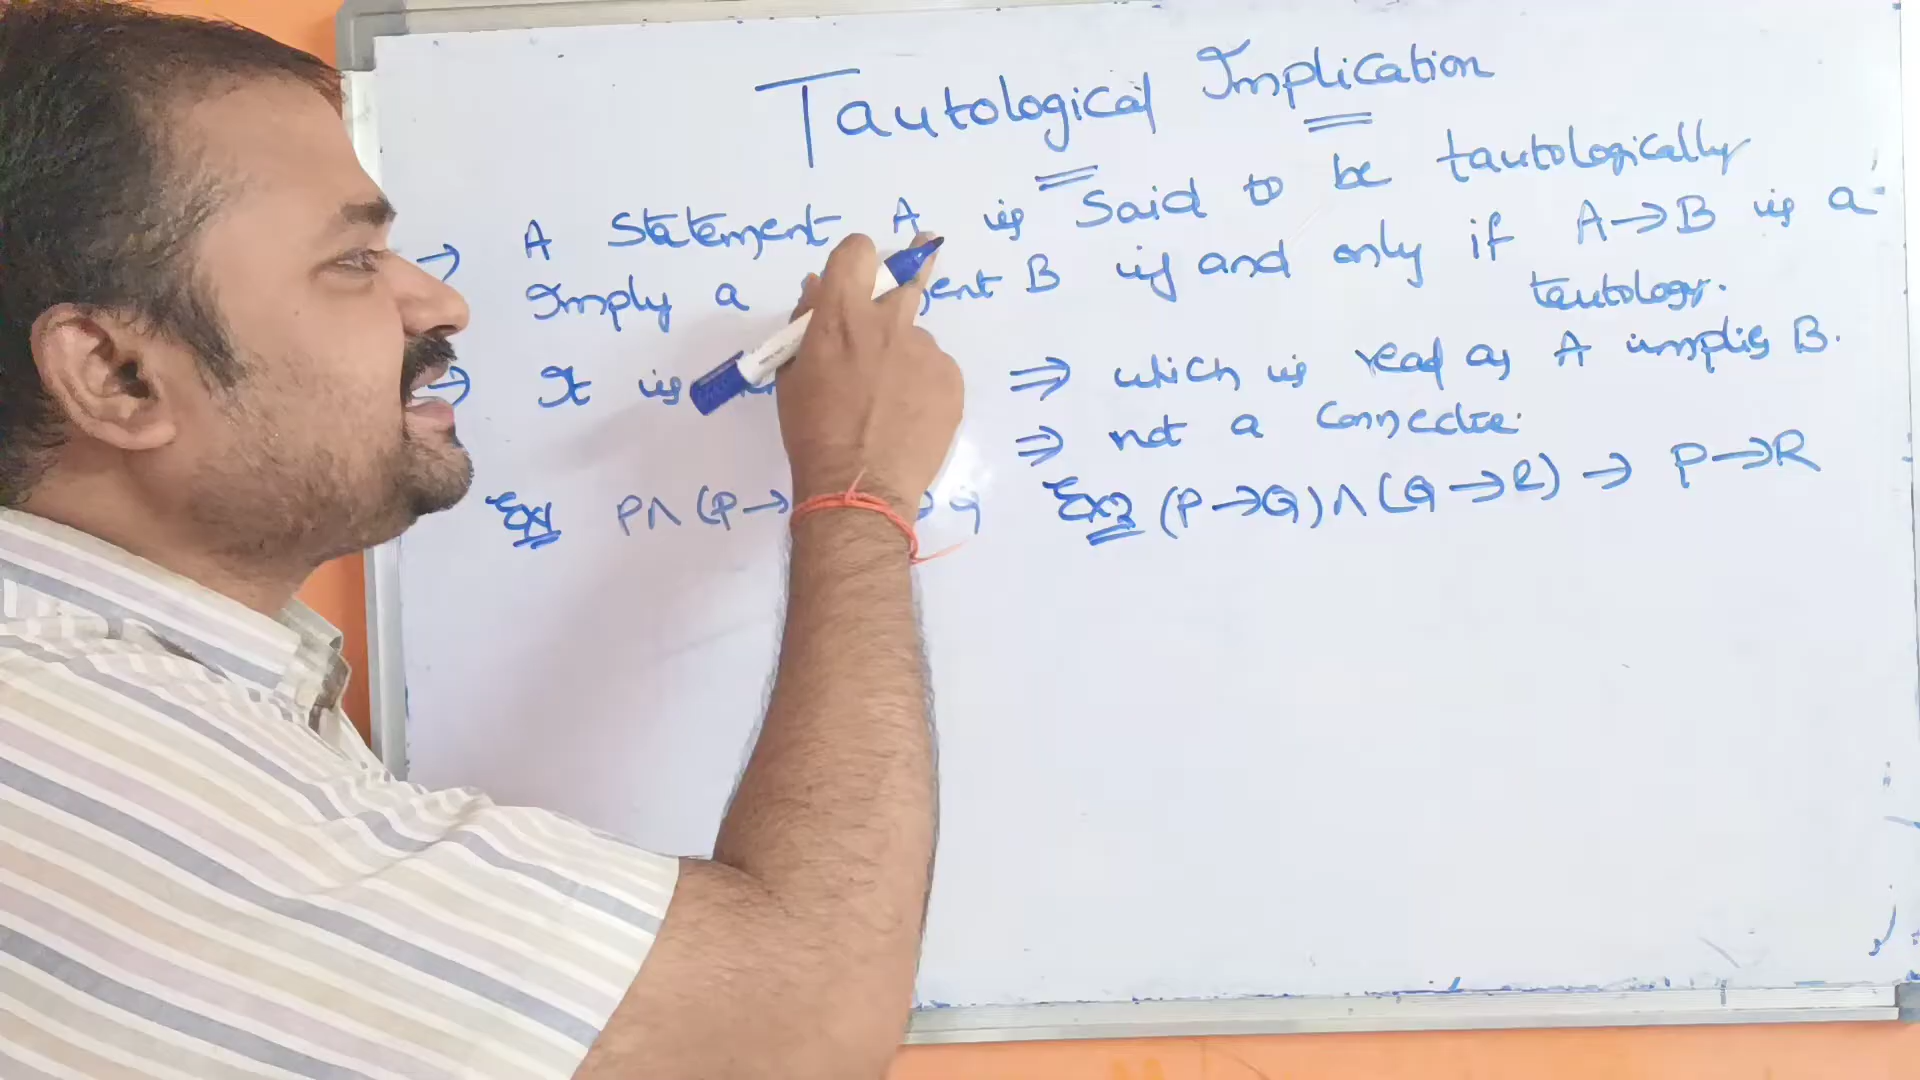 Tautological Implication
→ A Statement A is Said to be tautologically
Imply a B if and only if A→B is a
tautology.
→ It is ⇒ which is read as A implies B.
⇒ not a Connective.
Ex1 P∧(P→ q Ex2 (P→Q)∧(Q→R)→ P→R